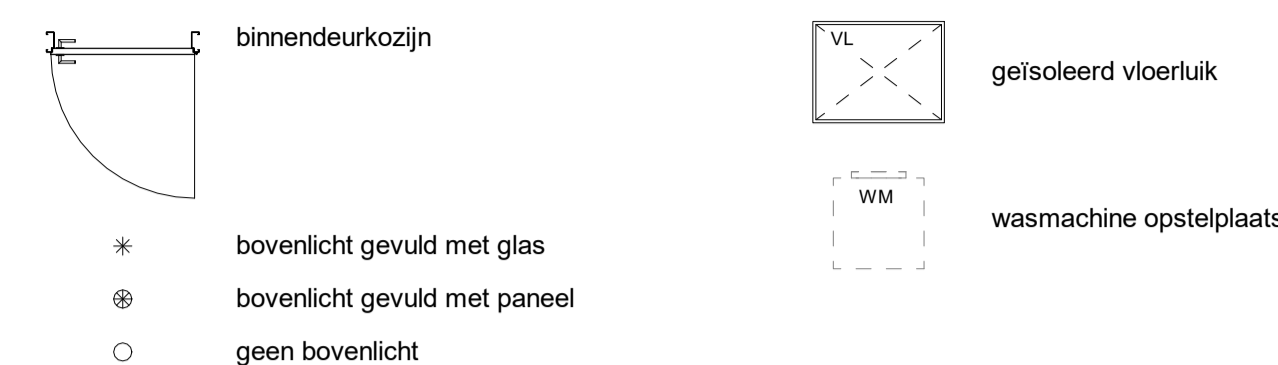 binnendeurkozijn
bovenlicht gevuld met glas
bovenlicht gevuld met paneel
geen bovenlicht
VL
geïsoleerd vloerluik
WM
wasmachine opstelplaats